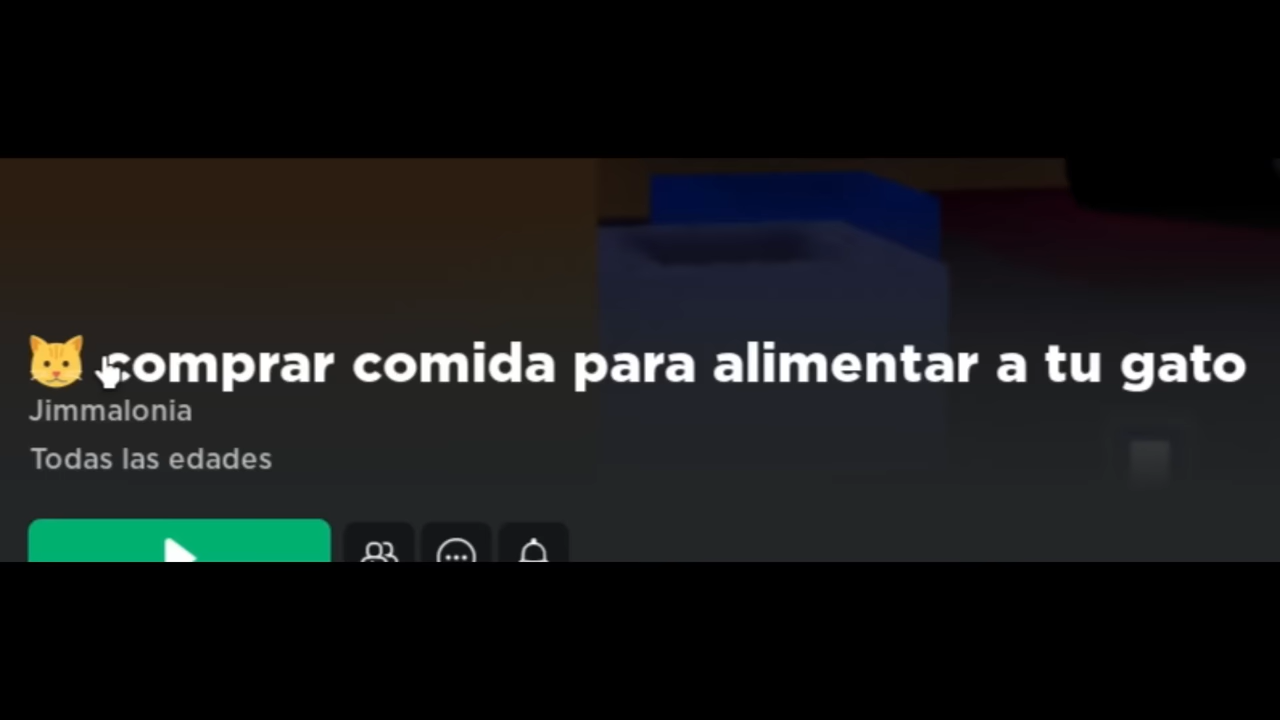 🐱 comprar comida para alimentar a tu gato
Jimmalonia
Todas las edades